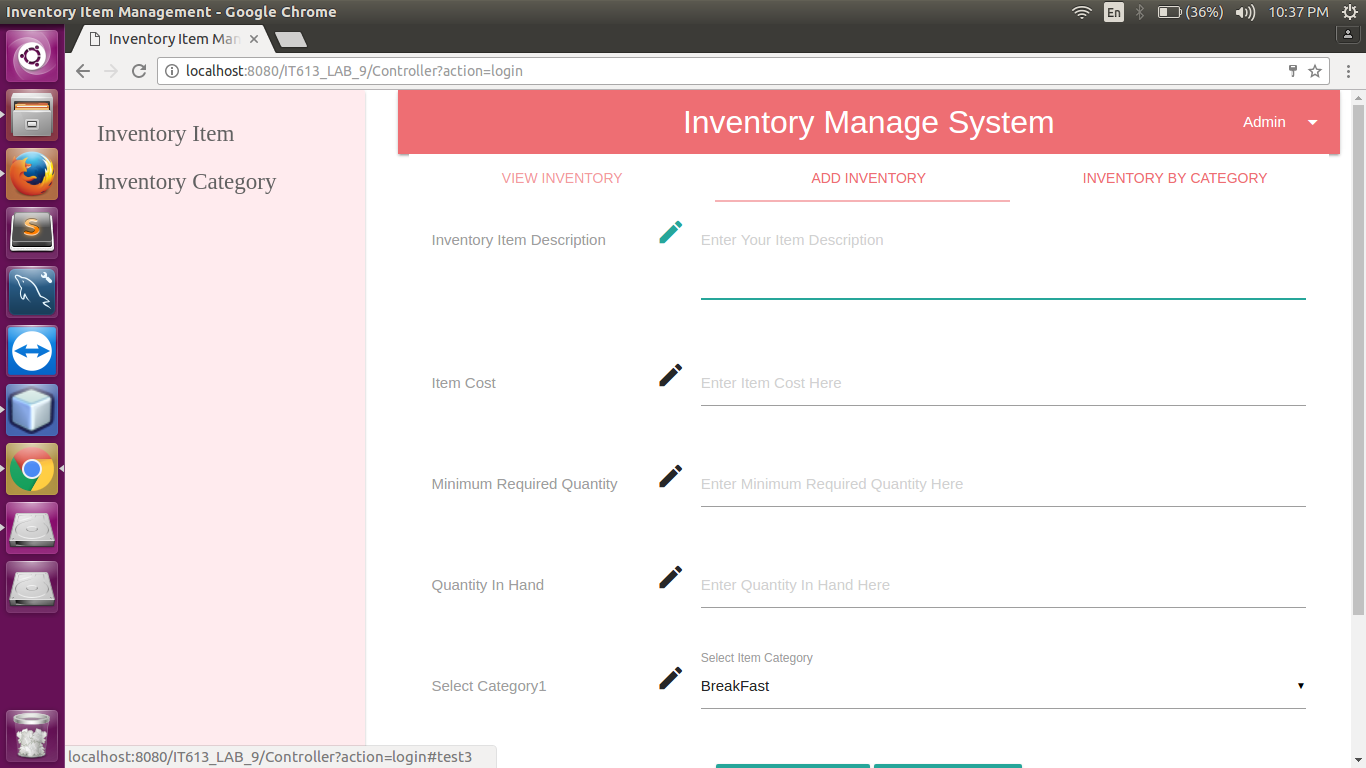 Inventory Item Management - Google Chrome
En
(36%)
10:37 PM
Inventory Item Man
localhost:8080/IT613_LAB_9/Controller?action=login
Inventory Item
Inventory Category
Inventory Manage System
Admin
VIEW INVENTORY
ADD INVENTORY
INVENTORY BY CATEGORY
Inventory Item Description
Enter Your Item Description
Item Cost
Enter Item Cost Here
Minimum Required Quantity
Enter Minimum Required Quantity Here
Quantity In Hand
Enter Quantity In Hand Here
Select Item Category
Select Category1
BreakFast
localhost:8080/IT613_LAB_9/Controller?action=login#test3